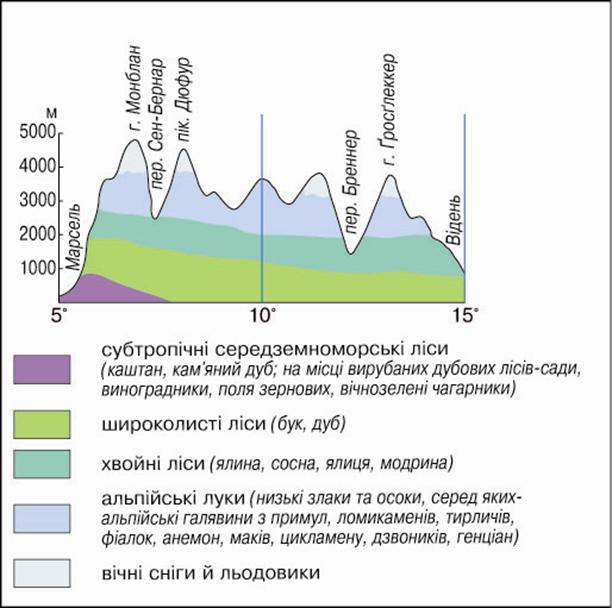 м
5000
4000
3000
2000
1000
Марсель
г. Монблан
пер. Сен-Бернар
пік. Дюфур
пер. Бреннер
г. Ґросґлеккер
Відень
5°
10°
15°
субтропічні середземноморські ліси
(каштан, кам'яний дуб; на місці вирубаних дубових лісів-сади,
виноградники, поля зернових, вічнозелені чагарники)
широколисті ліси (бук, дуб)
хвойні ліси (ялина, сосна, ялиця, модрина)
альпійські луки (низькі злаки та осоки, серед яких-
альпійські галявини з примул, ломикаменів, тирличів,
фіалок, анемон, маків, цикламену, дзвоників, генціан)
вічні сніги й льодовики